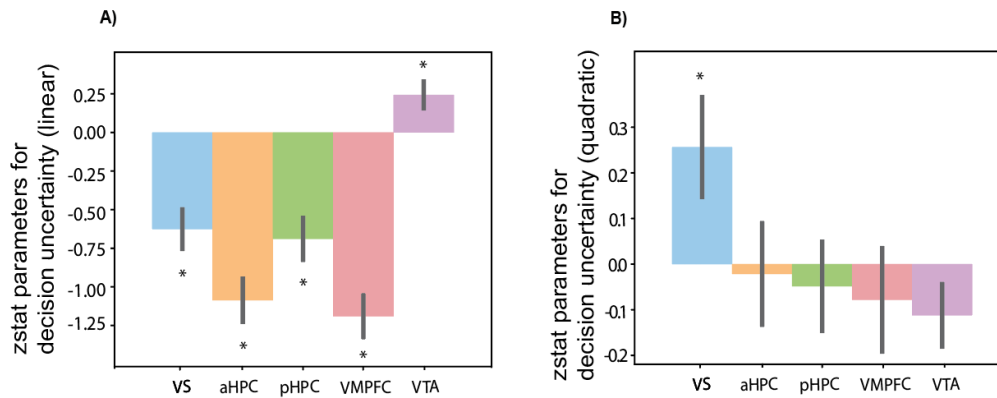 A)
zstat parameters for
decision uncertainty (linear)
0.25
0.00
-0.25
-0.50
-0.75
-1.00
-1.25
*
*
*
*
*
VS aHPC pHPC VMPFC VTA
B)
zstat parameters for
decision uncertainty (quadratic)
0.3
0.2
0.1
0.0
-0.1
-0.2
*
VS aHPC pHPC VMPFC VTA